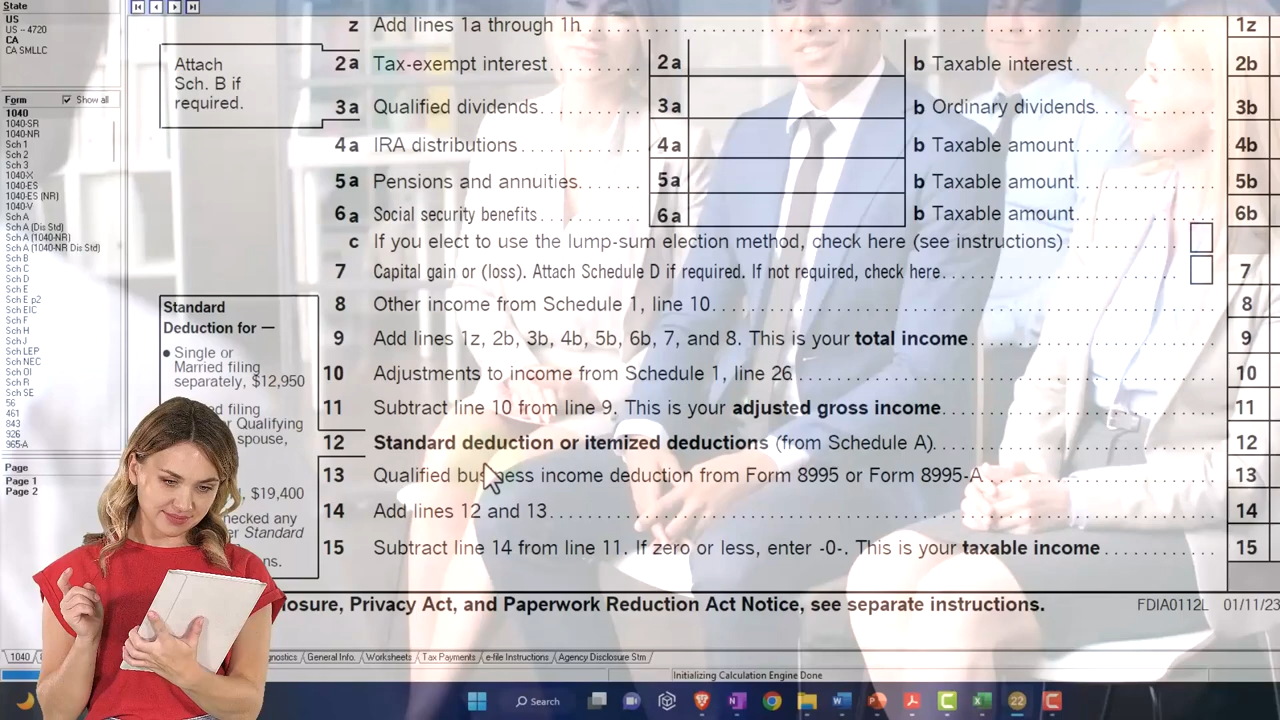 State
US
US -- 4720
CA
CA SMLLC
Form
Show all
1040
1040-SR
1040-NR
Sch 1
Sch 2
Sch 3
1040-X
1040-ES
1040-ES (NR)
1040-V
Sch A
Sch A (Dis Std)
Sch A (1040-NR)
Sch A (1040-NR Dis Std)
Sch B
Sch C
Sch D
Sch E
Sch E p2
Sch EIC
Sch F
Sch H
Sch J
Sch LEP
Sch NEC
Sch OI
Sch R
Sch SE
56
461
843
926
965-A
Page
Page 1
Page 2
z Add lines 1a through 1h 1z
Attach
Sch. B if
required.
2a Tax-exempt interest 2a b Taxable interest 2b
3a Qualified dividends 3a b Ordinary dividends 3b
4a IRA distributions 4a b Taxable amount 4b
5a Pensions and annuities 5a b Taxable amount 5b
6a Social security benefits 6a b Taxable amount 6b
c If you elect to use the lump-sum election method, check here (see instructions)
7 Capital gain or (loss). Attach Schedule D if required. If not required, check here 7
8 Other income from Schedule 1, line 10 8
9 Add lines 1z, 2b, 3b, 4b, 5b, 6b, 7, and 8. This is your total income 9
10 Adjustments to income from Schedule 1, line 26 10
11 Subtract line 10 from line 9. This is your adjusted gross income 11
12 Standard deduction or itemized deductions (from Schedule A) 12
13 Qualified business income deduction from Form 8995 or Form 8995-A 13
14 Add lines 12 and 13 14
15 Subtract line 14 from line 11. If zero or less, enter -0-. This is your taxable income 15
Standard
Deduction for —
• Single or
Married filing
separately, $12,950
filing
Qualifying
spouse,
$19,400
any
Standard
Privacy Act, and Paperwork Reduction Act Notice, see separate instructions.
FDIA0112L 01/11/23
1040
General Info.
Worksheets
Tax Payments
e-file Instructions
Agency Disclosure Stm
Initializing Calculation Engine Done
Search
22